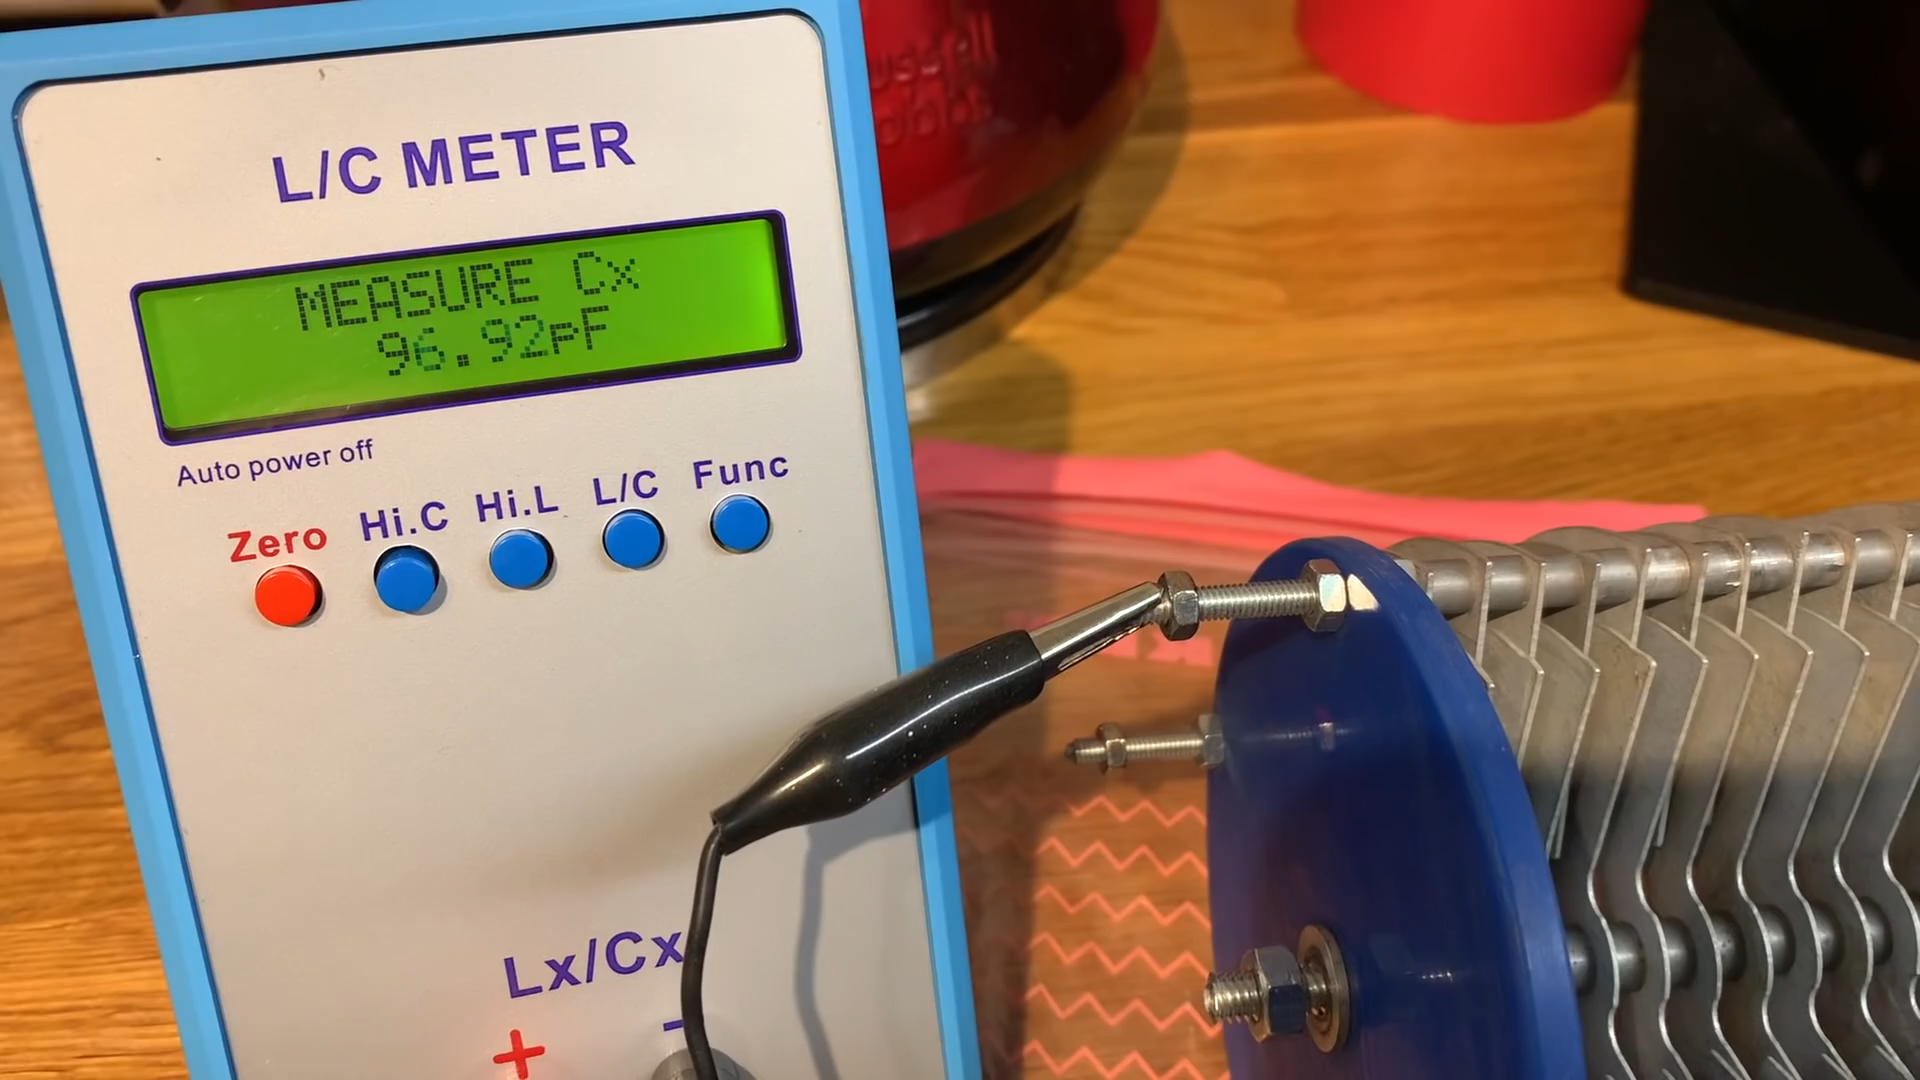 L/C METER
MEASURE Cx
96.92pF
Auto power off
Zero Hi.C Hi.L L/C Func
Lx/Cx
+ -